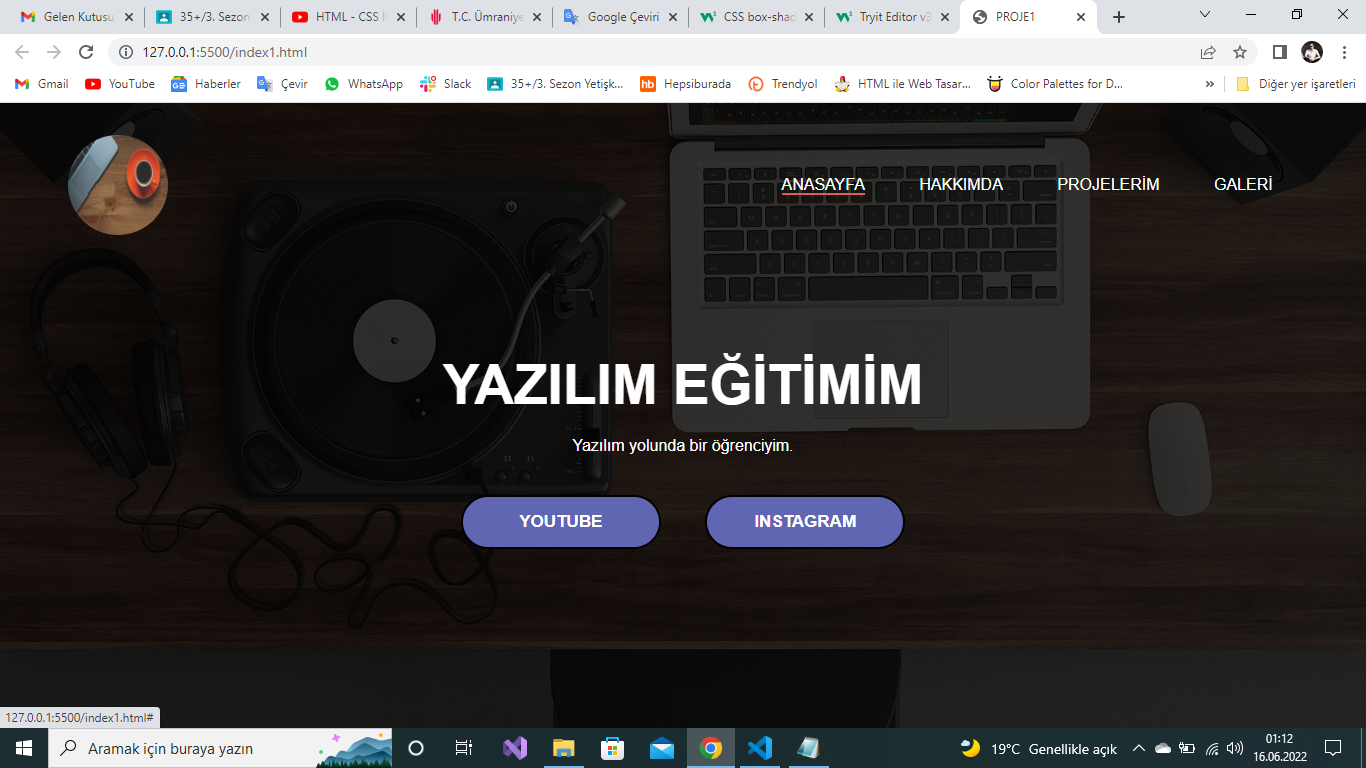 Gelen Kutusu
35+/3. Sezon
HTML - CSS İ
T.C. Ümraniye
Google Çeviri
CSS box-shad
Tryit Editor v3
PROJE1
127.0.0.1:5500/index1.html
Gmail
YouTube
Haberler
Çevir
WhatsApp
Slack
35+/3. Sezon Yetişk...
hb Hepsiburada
Trendyol
HTML ile Web Tasar...
Color Palettes for D...
»
Diğer yer işaretleri
ANASAYFA
HAKKIMDA
PROJELERİM
GALERİ
YAZILIM EĞİTİMİM
Yazılım yolunda bir öğrenciyim.
YOUTUBE
INSTAGRAM
127.0.0.1:5500/index1.html#
Aramak için buraya yazın
19°C Genellikle açık
01:12
16.06.2022